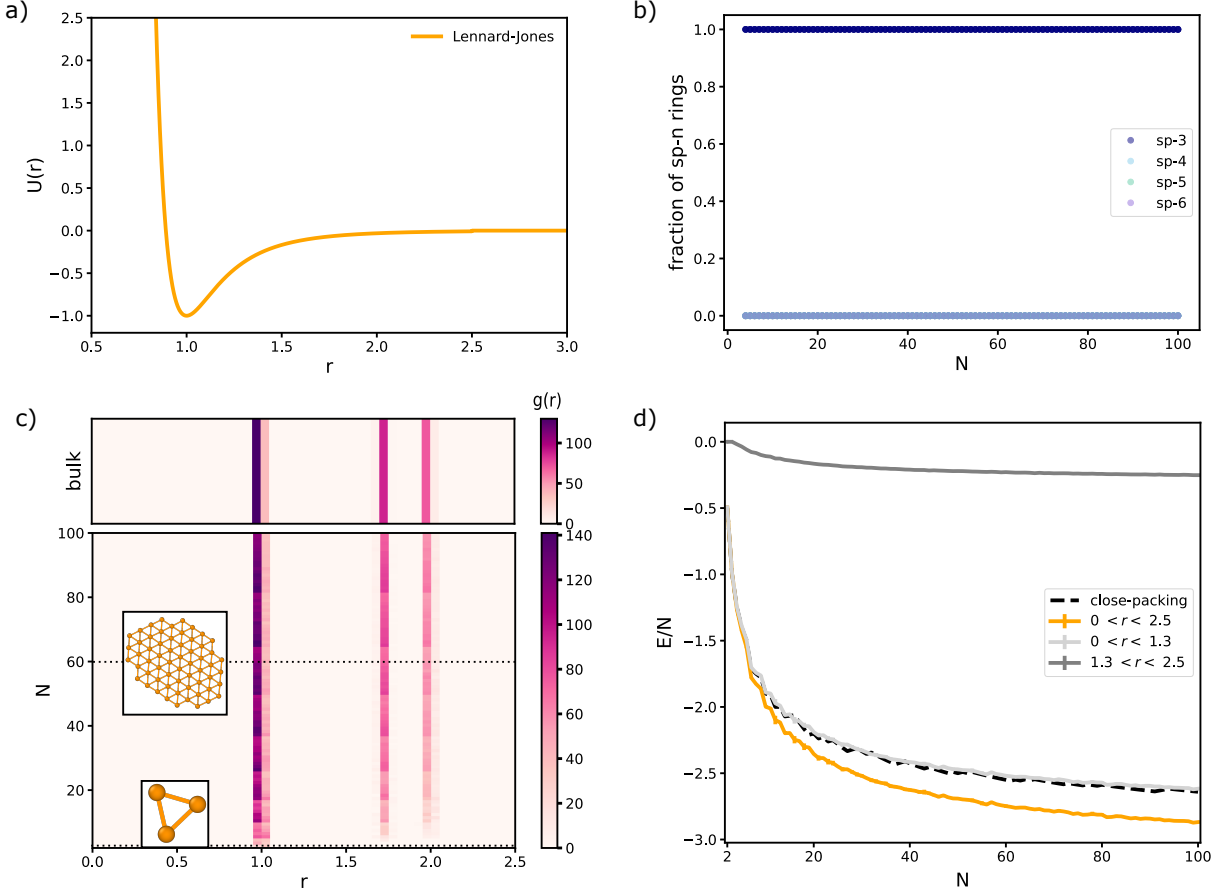 a)
2.5
2.0
1.5
1.0
0.5
0.0
−0.5
−1.0
U(r)
Lennard-Jones
0.5 1.0 1.5 2.0 2.5 3.0
r
b)
1.0
0.8
0.6
0.4
0.2
0.0
fraction of sp-n rings
sp-3
sp-4
sp-5
sp-6
0 20 40 60 80 100
N
c)
bulk
g(r)
100
50
0
100
80
60
40
20
N
140
120
100
80
60
40
20
0
0.0 0.5 1.0 1.5 2.0 2.5
r
d)
0.0
−0.5
−1.0
−1.5
−2.0
−2.5
−3.0
E/N
close-packing
0 < r < 2.5
0 < r < 1.3
1.3 < r < 2.5
2 20 40 60 80 100
N